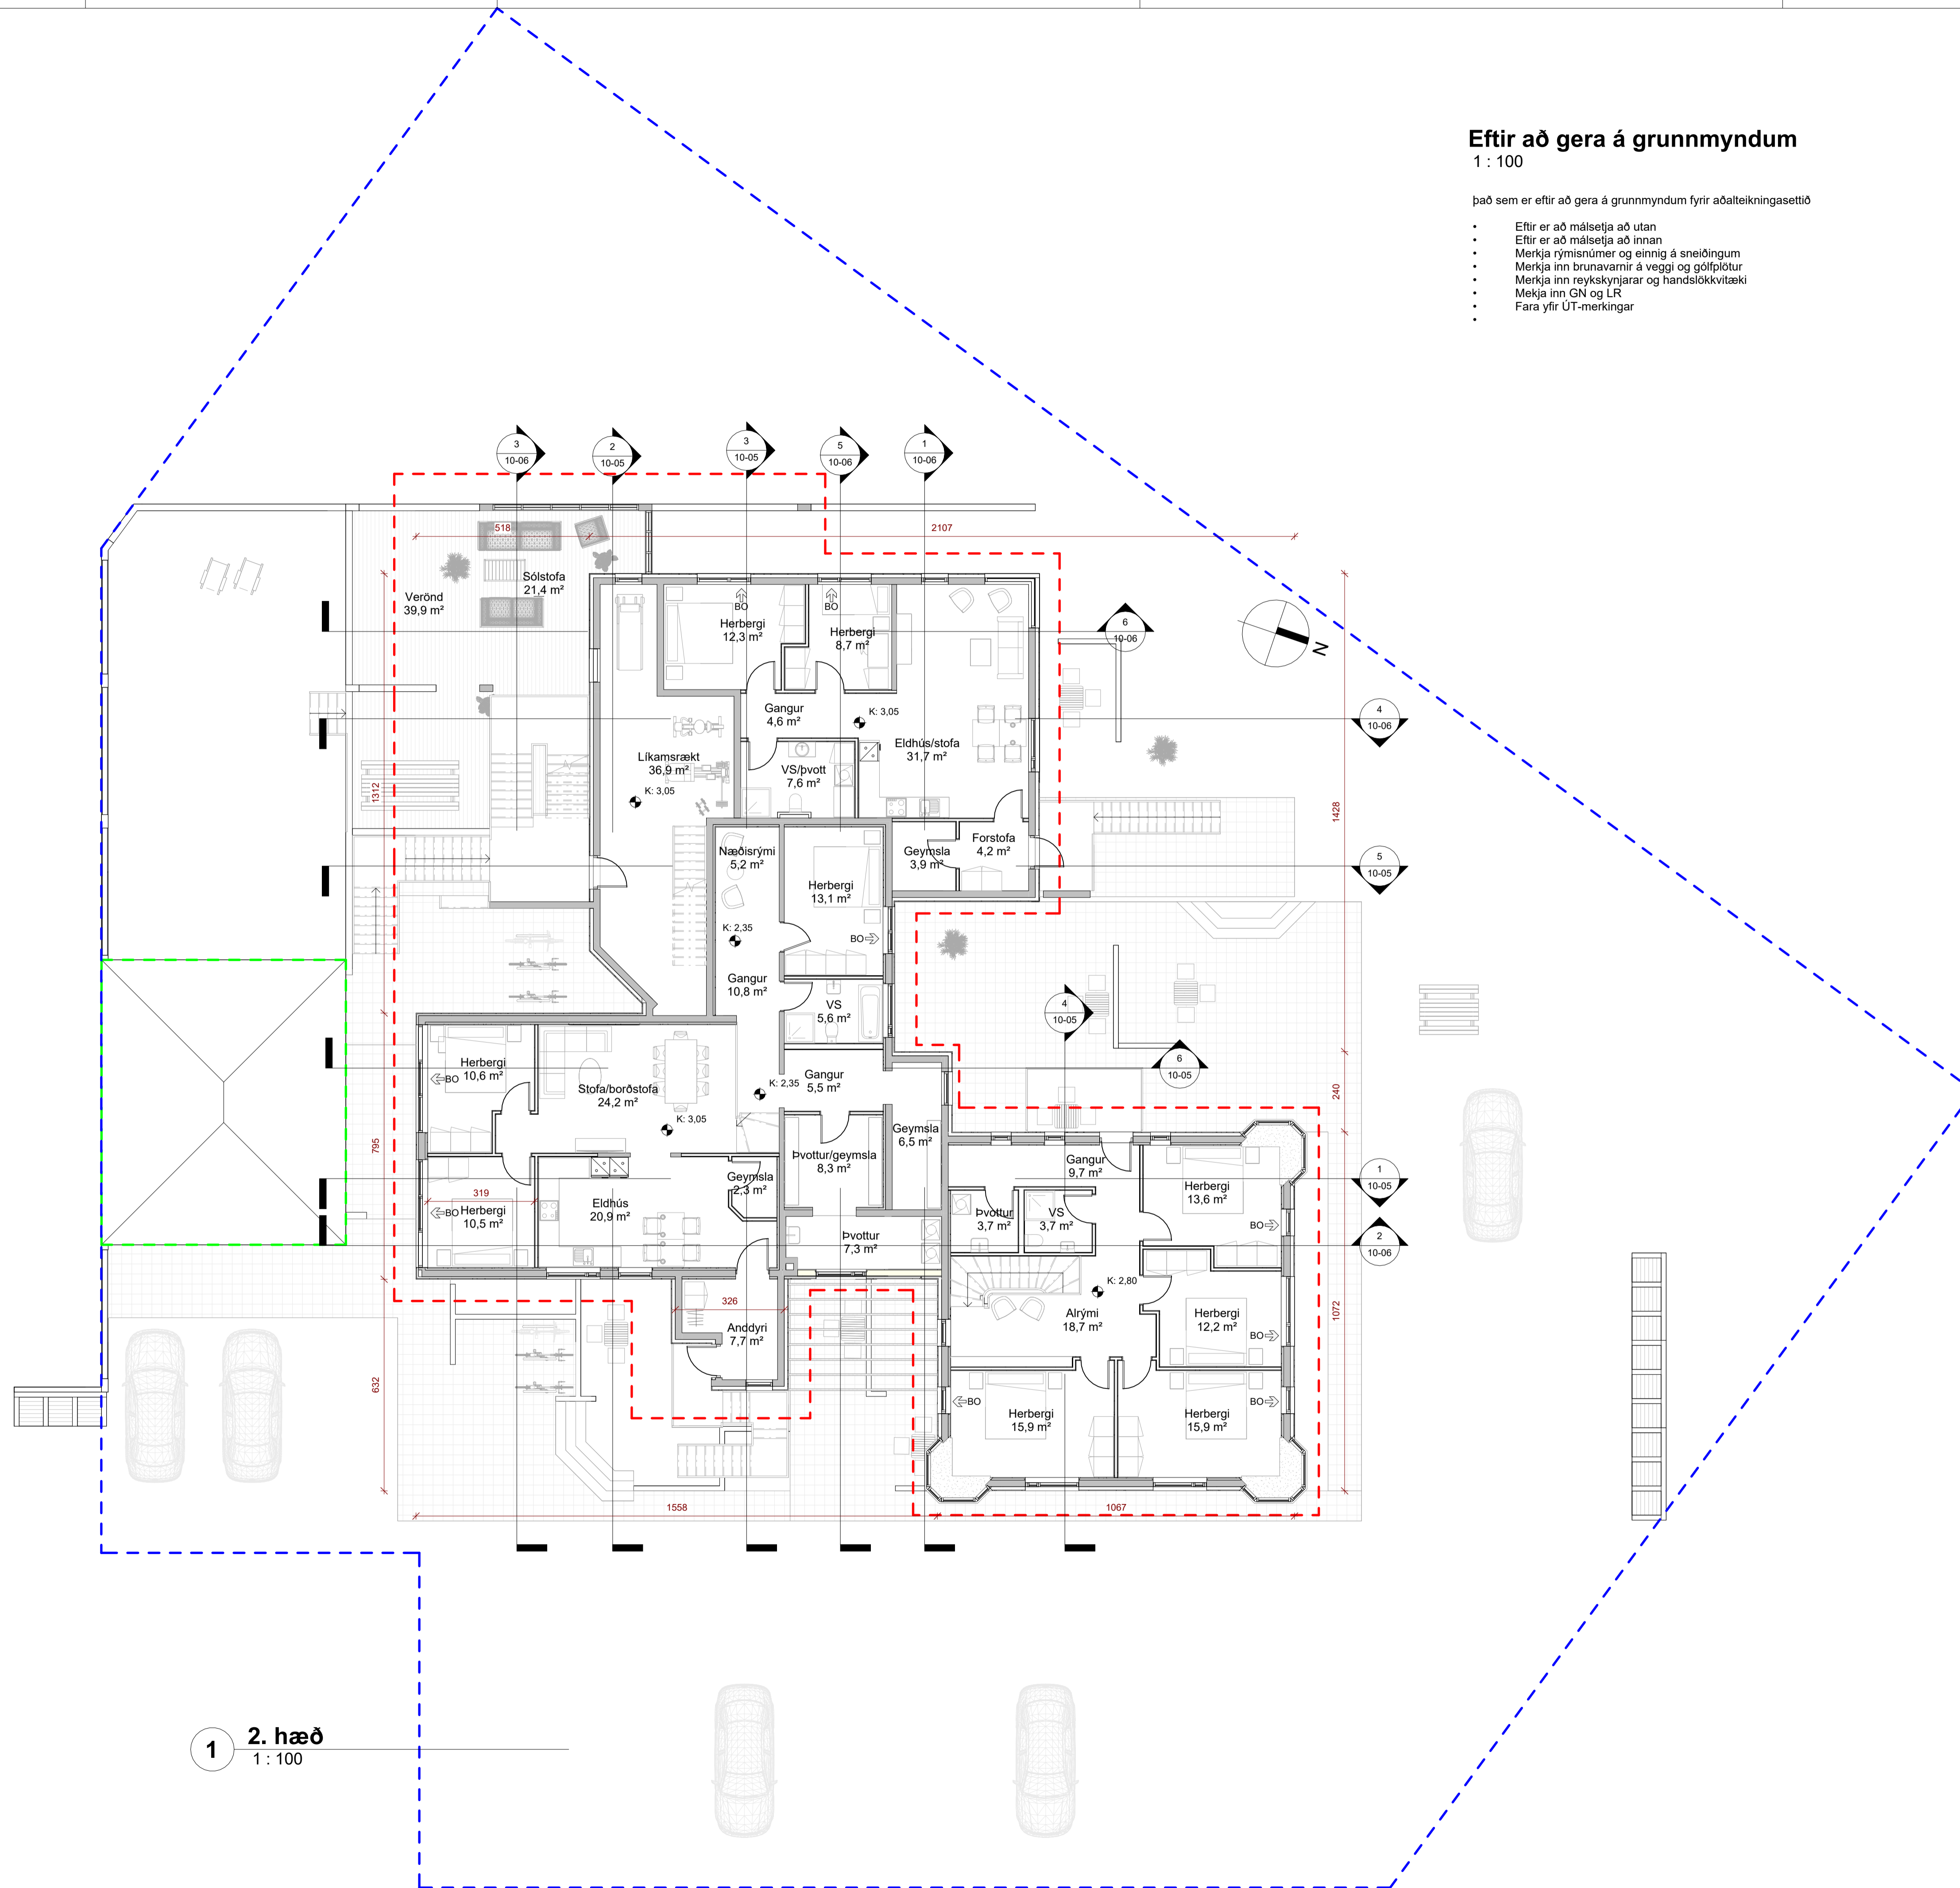 Eftir að gera á grunnmyndum
1 : 100
það sem er eftir að gera á grunnmyndum fyrir aðalteikningasettið
• Eftir er að málsetja að utan
• Eftir er að málsetja að innan
• Merkja rýmisnúmer og einnig á sneiðingum
• Merkja inn brunavarnir á veggi og gólfplötur
• Merkja inn reykskynjarar og handslökkvitæki
• Mekja inn GN og LR
• Fara yfir ÚT-merkingar
•
3
10-06
2
10-05
3
10-05
5
10-06
1
10-06
518
2107
Sólstofa
21,4 m²
Verönd
39,9 m²
BO
BO
Herbergi
12,3 m²
Herbergi
8,7 m²
6
10-06
N
Gangur
4,6 m²
K: 3,05
4
10-06
Eldhús/stofa
31,7 m²
Líkamsrækt
36,9 m²
VS/þvott
7,6 m²
K: 3,05
1312
1428
Næðisrými
5,2 m²
Geymsla
3,9 m²
Forstofa
4,2 m²
5
10-05
Herbergi
13,1 m²
K: 2,35
BO
Gangur
10,8 m²
VS
5,6 m²
4
10-05
Herbergi
10,6 m²
BO
Stofa/borðstofa
24,2 m²
K: 2,35
Gangur
5,5 m²
6
10-05
240
K: 3,05
Geymsla
6,5 m²
795
Þvottur/geymsla
8,3 m²
Gangur
9,7 m²
Geymsla
2,3 m²
1
10-05
319
Herbergi
10,5 m²
BO
Eldhús
20,9 m²
Herbergi
13,6 m²
Þvottur
3,7 m²
VS
3,7 m²
BO
Þvottur
7,3 m²
2
10-06
K: 2,80
326
Anddyri
7,7 m²
Alrými
18,7 m²
Herbergi
12,2 m²
BO
1072
632
BO
Herbergi
15,9 m²
Herbergi
15,9 m²
BO
1558
1067
1
2. hæð
1 : 100